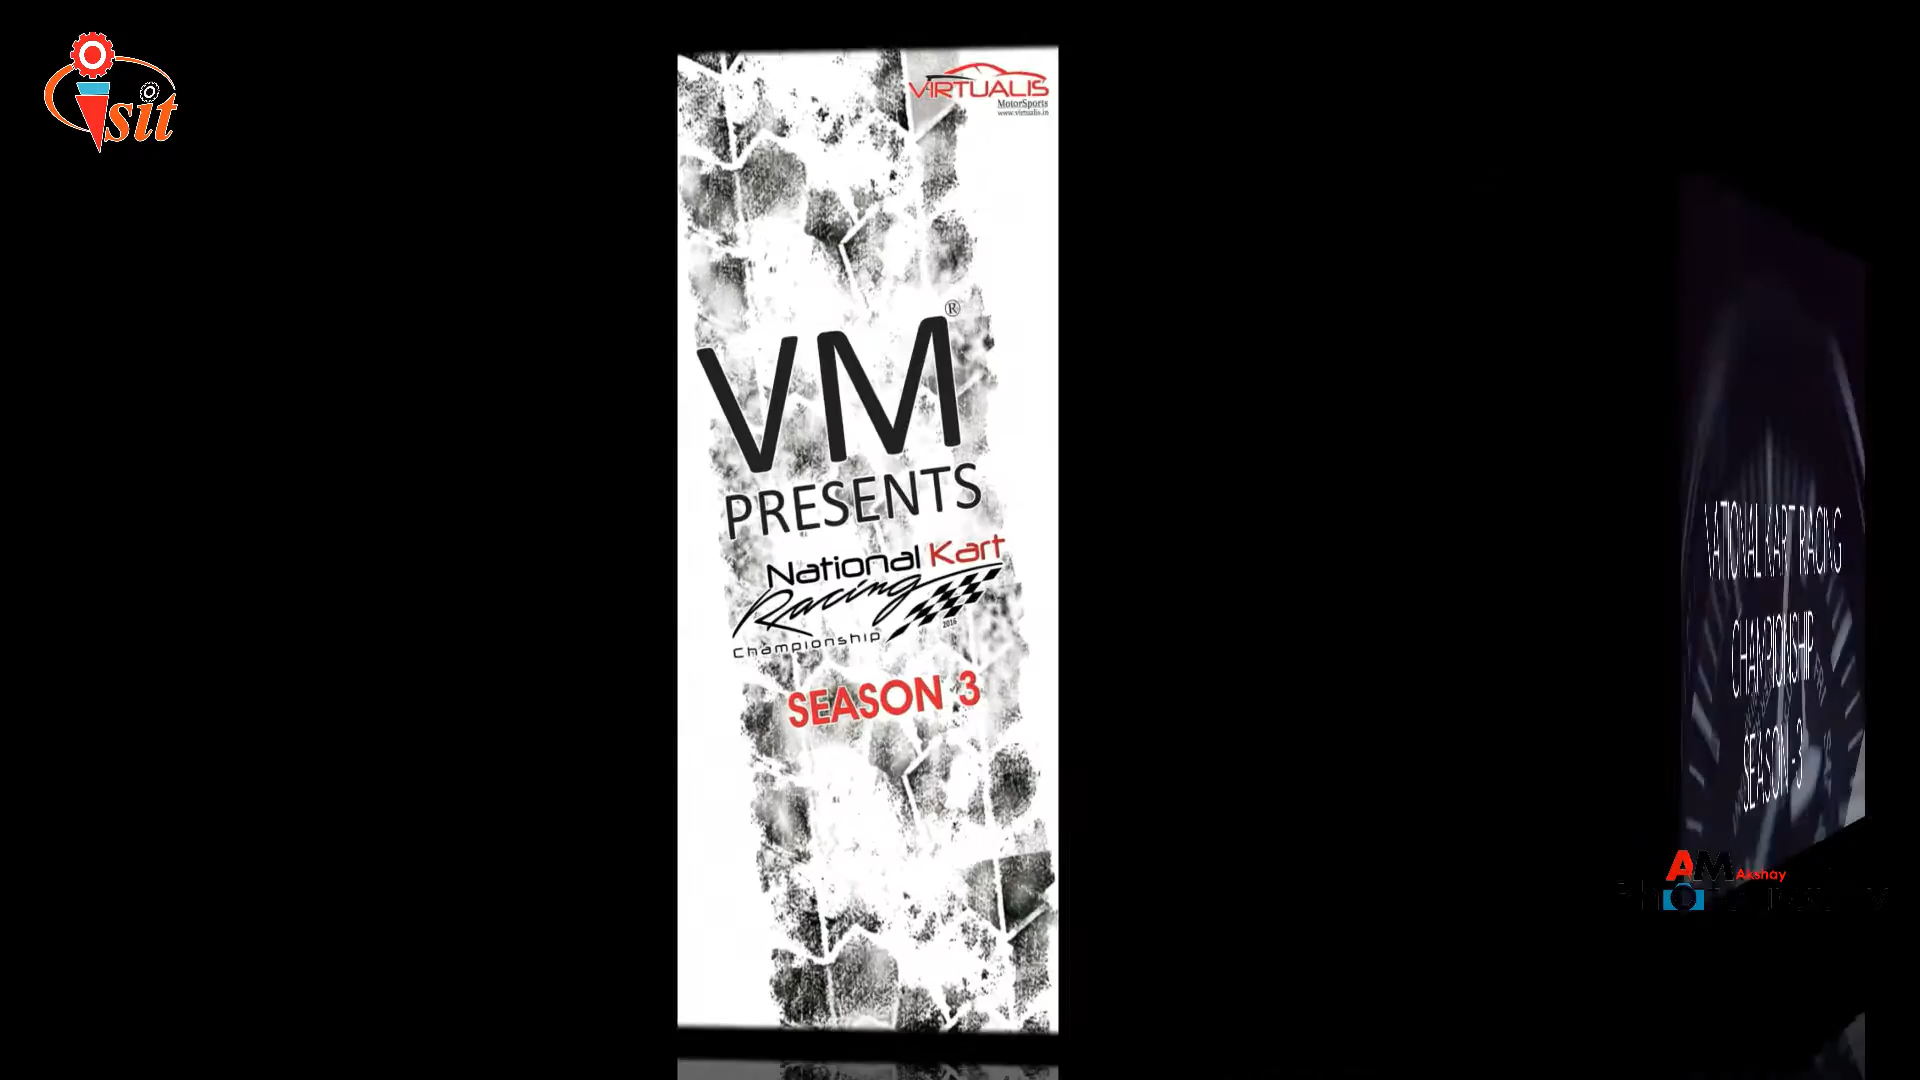 isit
VIRTUALIS
MotorSports
www.virtualis.in
VM®
PRESENTS
National Kart
Racing
2016
Championship
SEASON 3
NATIONAL KART RACING
CHAMPIONSHIP
SEASON -3
AM Akshay